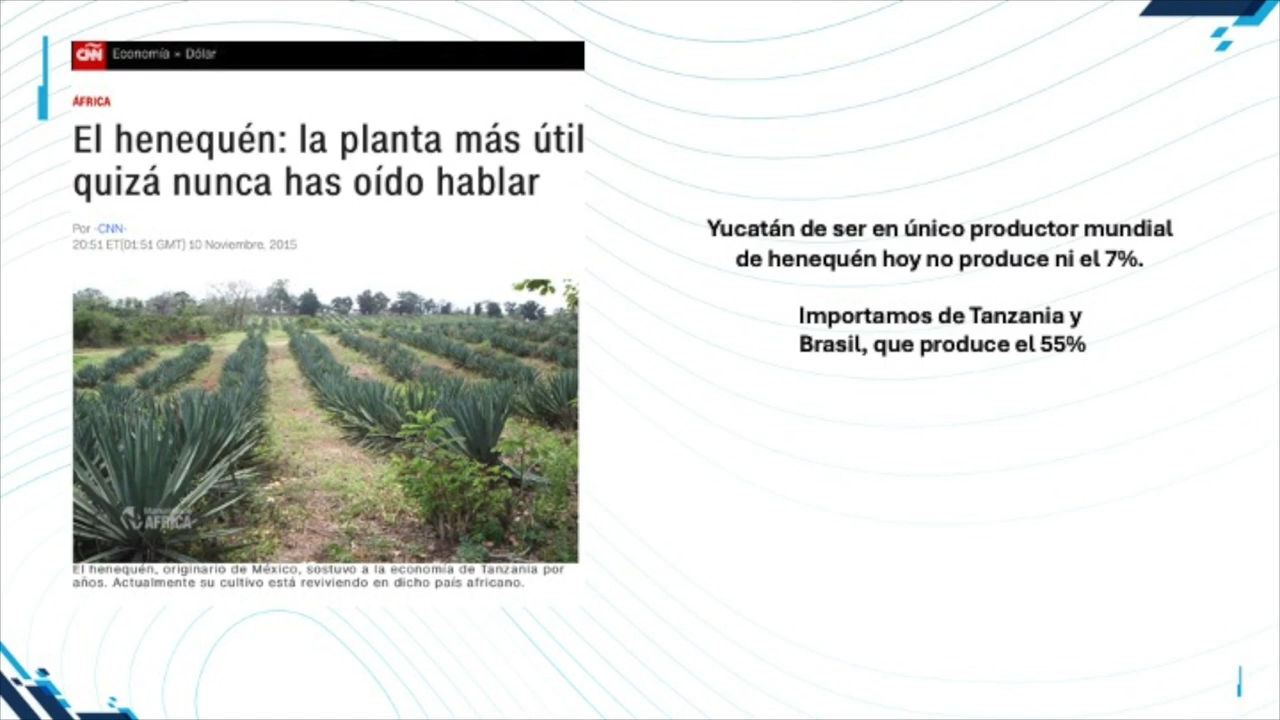 CNN Economía » Dólar
ÁFRICA
El henequén: la planta más útil
quizá nunca has oído hablar
Por -CNN-
20:51 ET(01:51 GMT) 10 Noviembre, 2015
AFRICA
El henequén, originario de México, sostuvo a la economía de Tanzania por
años. Actualmente su cultivo está reviviendo en dicho país africano.
Yucatán de ser en único productor mundial
de henequén hoy no produce ni el 7%.
Importamos de Tanzania y
Brasil, que produce el 55%